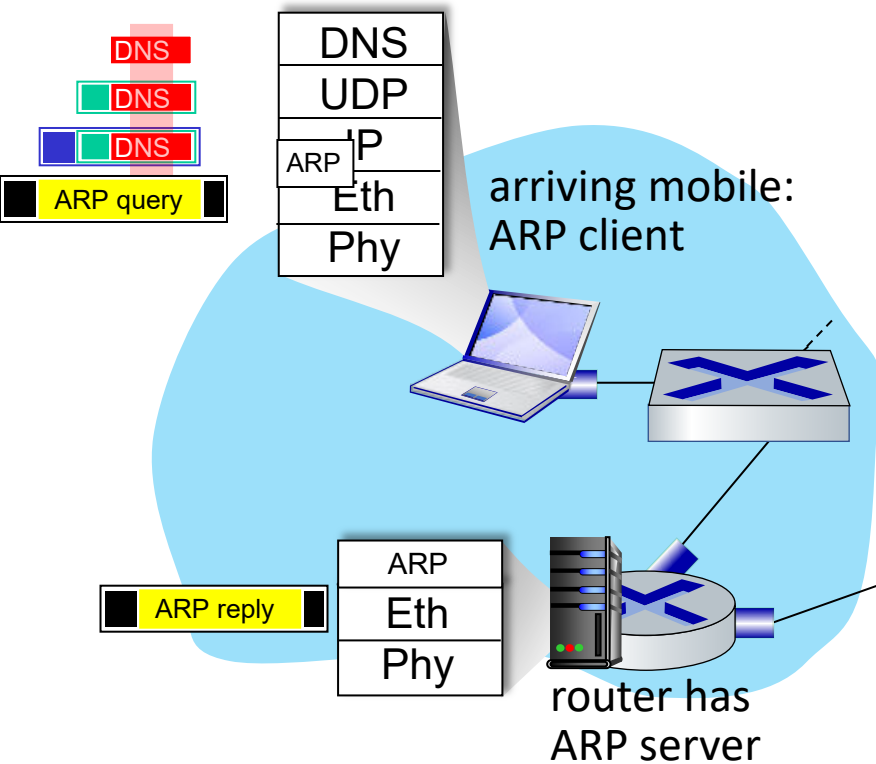 DNS
DNS
DNS
ARP query
DNS
UDP
IP
ARP
Eth
Phy
arriving mobile:
ARP client
ARP reply
ARP
Eth
Phy
router has
ARP server